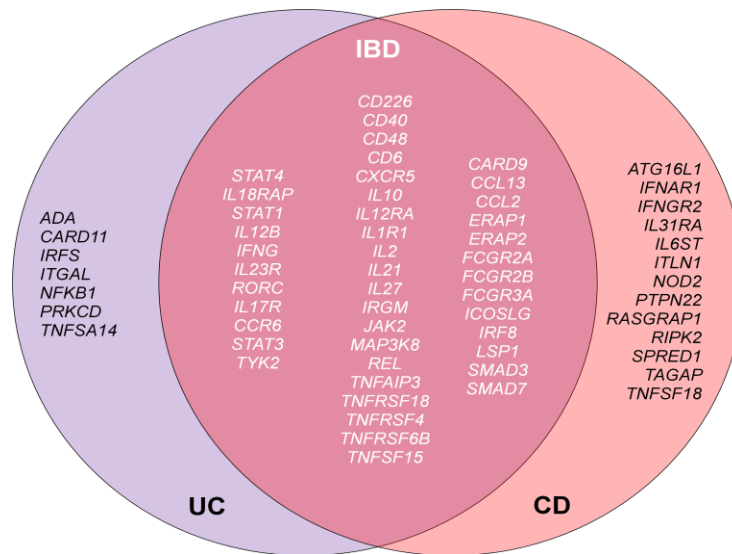 IBD
ADA
CARD11
IRFS
ITGAL
NFKB1
PRKCD
TNFSA14
STAT4
IL18RAP
STAT1
IL12B
IFNG
IL23R
RORC
IL17R
CCR6
STAT3
TYK2
CD226
CD40
CD48
CD6
CXCR5
IL10
IL12RA
IL1R1
IL2
IL21
IL27
IRGM
JAK2
MAP3K8
REL
TNFAIP3
TNFRSF18
TNFRSF4
TNFRSF6B
TNFSF15
CARD9
CCL13
CCL2
ERAP1
ERAP2
FCGR2A
FCGR2B
FCGR3A
ICOSLG
IRF8
LSP1
SMAD3
SMAD7
ATG16L1
IFNAR1
IFNGR2
IL31RA
IL6ST
ITLN1
NOD2
PTPN22
RASGRAP1
RIPK2
SPRED1
TAGAP
TNFSF18
UC
CD